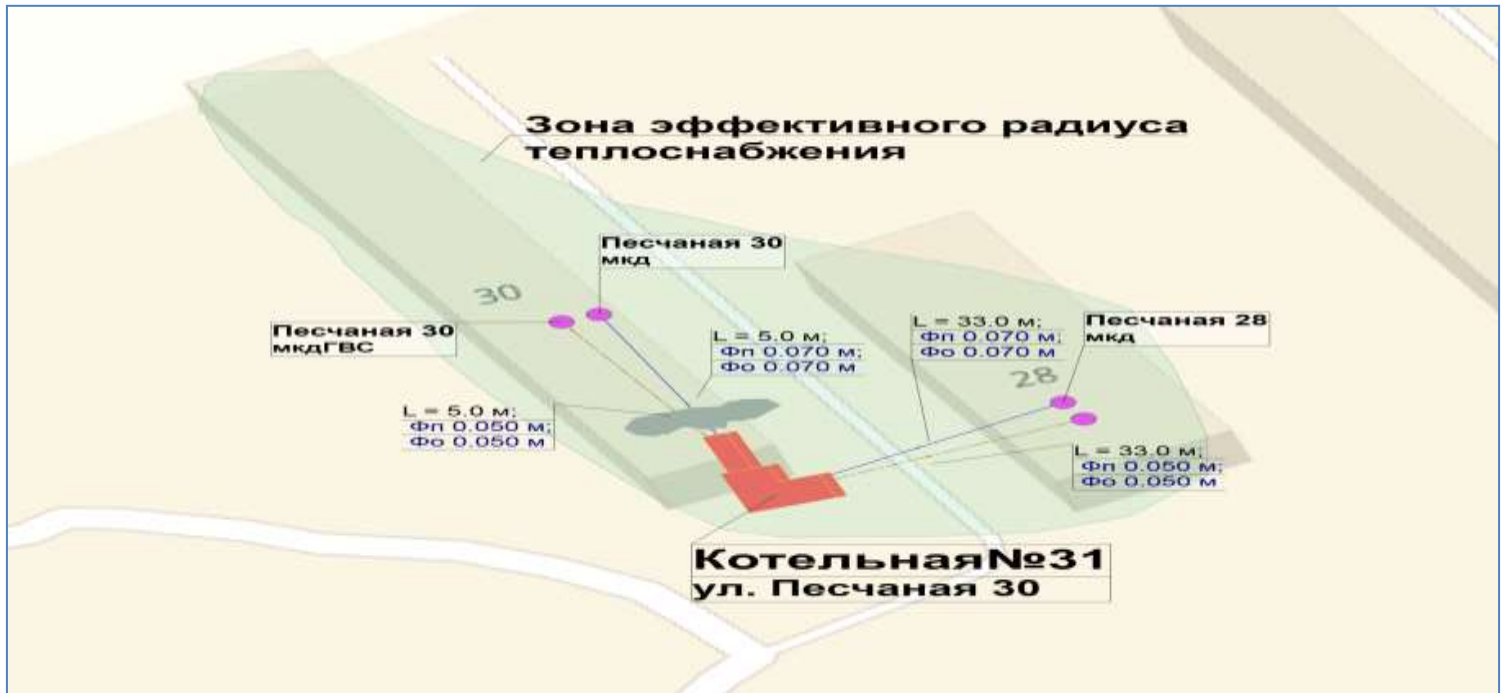 Зона эффективного радиуса
теплоснабжения
Песчаная 30
мкд
30
Песчаная 30
мкдГВС
L = 5.0 м;
Фп 0.070 м;
Фо 0.070 м
L = 33.0 м;
Фп 0.070 м;
Фо 0.070 м
Песчаная 28
мкд
28
L = 5.0 м;
Фп 0.050 м;
Фо 0.050 м
L = 33.0 м;
Фп 0.050 м;
Фо 0.050 м
Котельная№31
ул. Песчаная 30